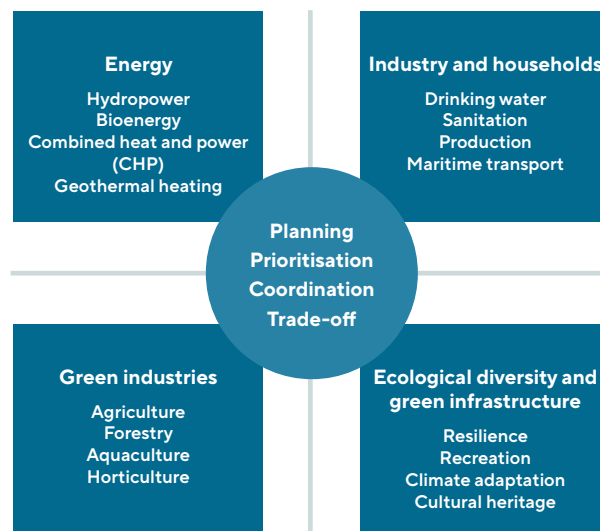 Energy
Hydropower
Bioenergy
Combined heat and power
(CHP)
Geothermal heating
Industry and households
Drinking water
Sanitation
Production
Maritime transport
Planning
Prioritisation
Coordination
Trade-off
Green industries
Agriculture
Forestry
Aquaculture
Horticulture
Ecological diversity and
green infrastructure
Resilience
Recreation
Climate adaptation
Cultural heritage